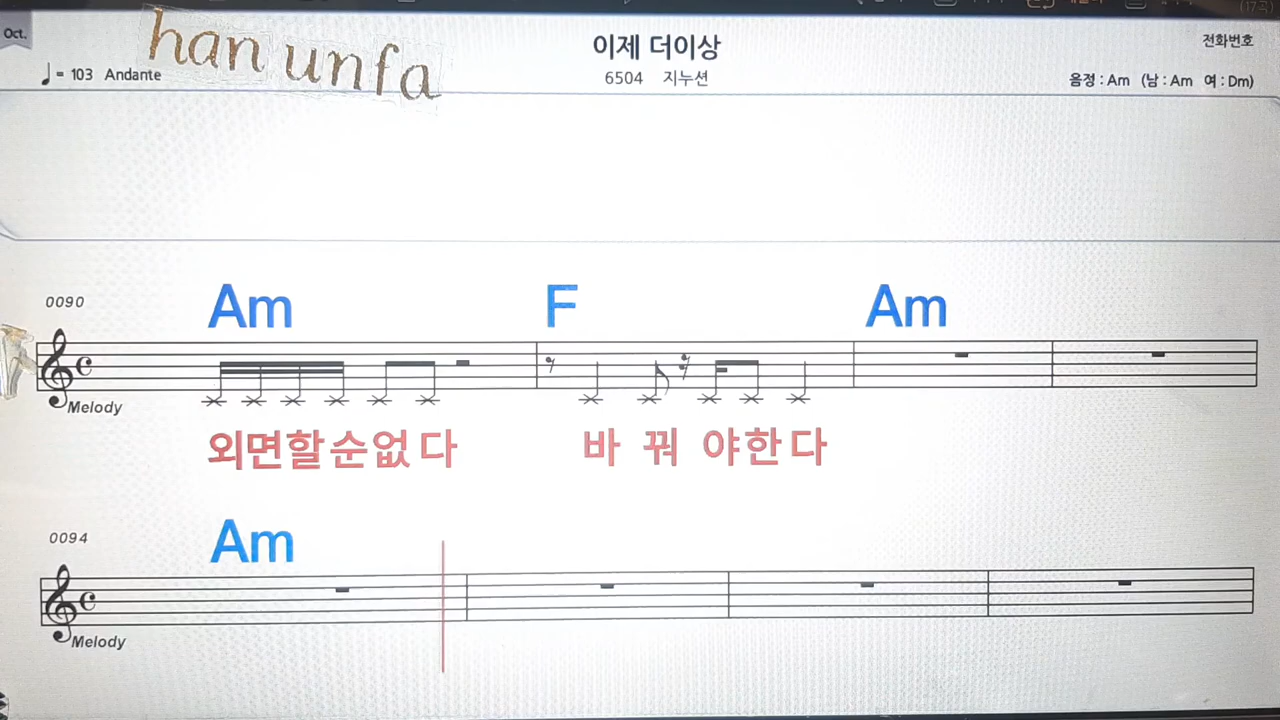 Oct.
han unfa
♩= 103 Andante
이제 더이상
6504 지누션
전화번호
음정 : Am (남 : Am 여 : Dm)
0090
Am F Am
Melody
외면할순없다 바 꿔 야한다
0094
Am
Melody